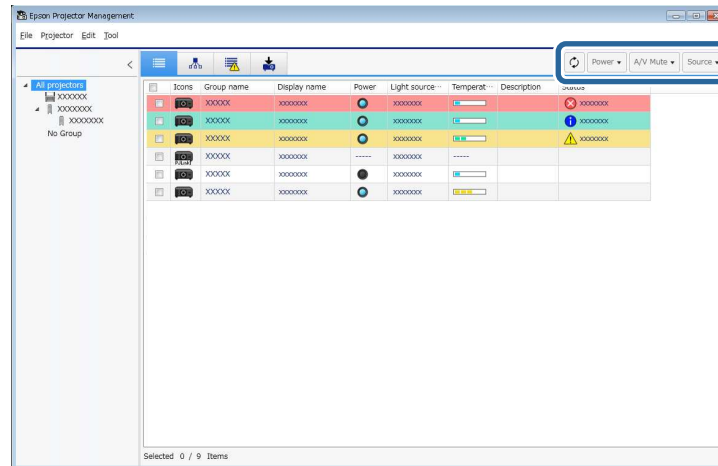 Epson Projector Management
File Projector Edit Tool
<
Power A/V Mute Source
All projectors
XXXXXX
XXXXXXX
XXXXXXX
No Group
Icons Group name Display name Power Light source… Temperat… Description Status
XXXXX xxxxxxx xxxxxxx xxxxxxx
XXXXX xxxxxxx xxxxxxx xxxxxxx
XXXXX xxxxxxx xxxxxxx xxxxxxx
XXXXX xxxxxxx ----- xxxxxxx -----
XXXXX xxxxxxx xxxxxxx
XXXXX xxxxxxx xxxxxxx
Selected 0 / 9 Items